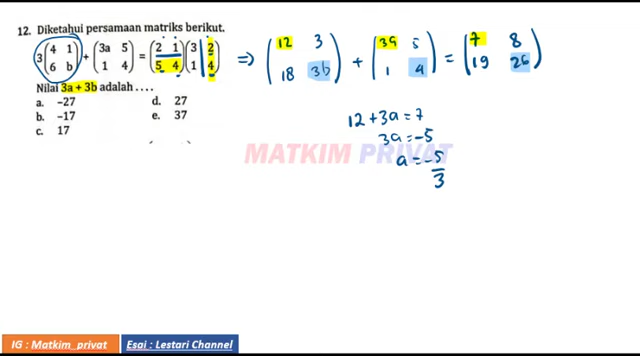 12. Diketahui persamaan matriks berikut.
3(4 1 6 b) + (3a 5 1 4) = (2 1 5 4)(3 2 1 4) ⇒ (12 3 18 3b) + (3a 5 1 4) = (7 8 19 26)
Nilai 3a + 3b adalah ....
a. −27 d. 27
b. −17 e. 37
c. 17
12 + 3a = 7
3a = −5
a = −5/3
MATKIM PRIVAT
IG : Matkim_privat Esai : Lestari Channel